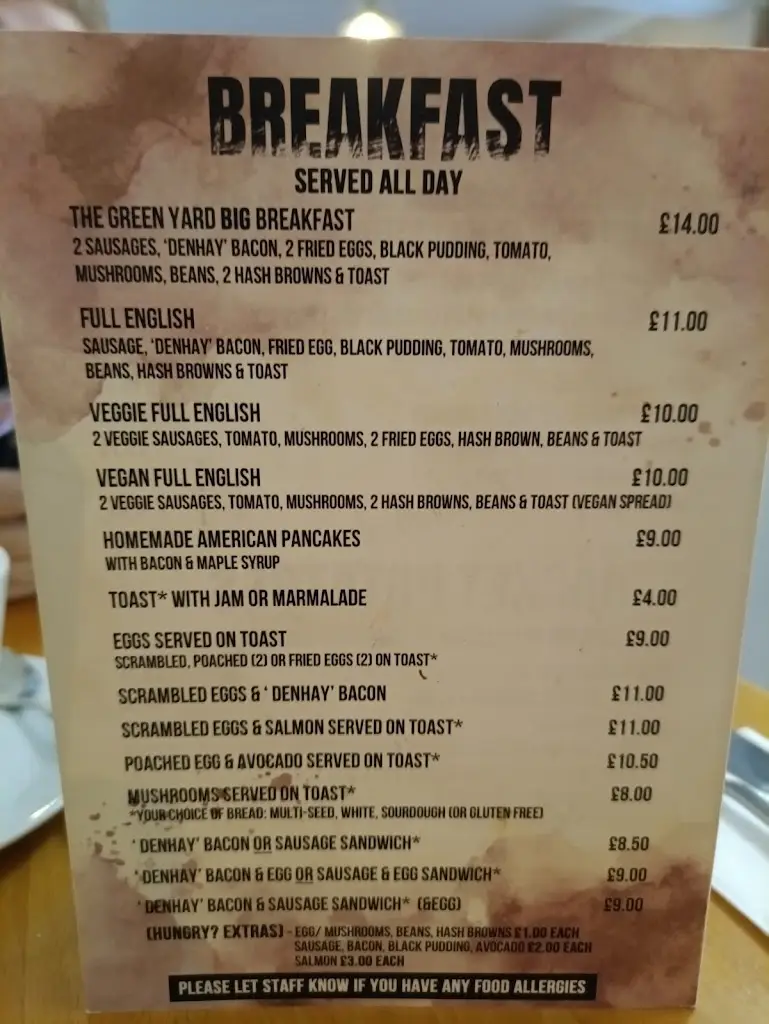 BREAKFAST
SERVED ALL DAY
THE GREEN YARD BIG BREAKFAST £14.00
2 SAUSAGES, 'DENHAY' BACON, 2 FRIED EGGS, BLACK PUDDING, TOMATO,
MUSHROOMS, BEANS, 2 HASH BROWNS & TOAST
FULL ENGLISH £11.00
SAUSAGE, 'DENHAY' BACON, FRIED EGG, BLACK PUDDING, TOMATO, MUSHROOMS,
BEANS, HASH BROWNS & TOAST
VEGGIE FULL ENGLISH £10.00
2 VEGGIE SAUSAGES, TOMATO, MUSHROOMS, 2 FRIED EGGS, HASH BROWN, BEANS & TOAST
VEGAN FULL ENGLISH £10.00
2 VEGGIE SAUSAGES, TOMATO, MUSHROOMS, 2 HASH BROWNS, BEANS & TOAST (VEGAN SPREAD)
HOMEMADE AMERICAN PANCAKES £9.00
WITH BACON & MAPLE SYRUP
TOAST* WITH JAM OR MARMALADE £4.00
EGGS SERVED ON TOAST £9.00
SCRAMBLED, POACHED (2) OR FRIED EGGS (2) ON TOAST*
SCRAMBLED EGGS & ' DENHAY' BACON £11.00
SCRAMBLED EGGS & SALMON SERVED ON TOAST* £11.00
POACHED EGG & AVOCADO SERVED ON TOAST* £10.50
MUSHROOMS SERVED ON TOAST* £8.00
*YOUR CHOICE OF BREAD: MULTI-SEED, WHITE, SOURDOUGH (OR GLUTEN FREE)
' DENHAY' BACON OR SAUSAGE SANDWICH* £8.50
' DENHAY' BACON & EGG OR SAUSAGE & EGG SANDWICH* £9.00
' DENHAY' BACON & SAUSAGE SANDWICH* (&EGG) £9.00
(HUNGRY? EXTRAS) - EGG/ MUSHROOMS, BEANS, HASH BROWNS £1.00 EACH
SAUSAGE, BACON, BLACK PUDDING, AVOCADO £2.00 EACH
SALMON £3.00 EACH
PLEASE LET STAFF KNOW IF YOU HAVE ANY FOOD ALLERGIES